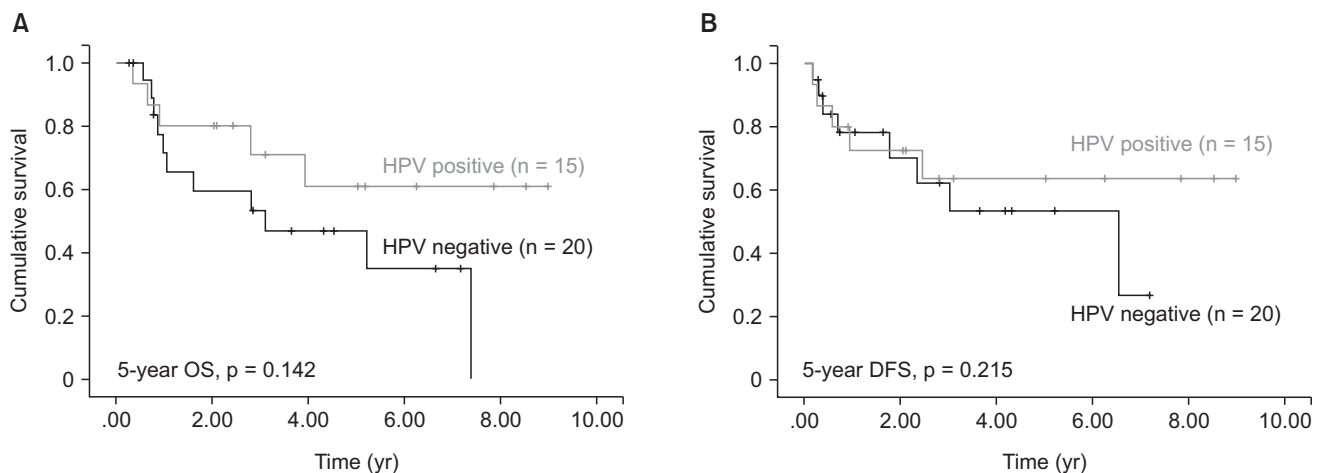 A
Cumulative survival
1.0
0.8
0.6
0.4
0.2
0
HPV positive (n = 15)
HPV negative (n = 20)
5-year OS, p = 0.142
.00
2.00
4.00
6.00
8.00
10.00
Time (yr)
B
Cumulative survival
1.0
0.8
0.6
0.4
0.2
0
HPV positive (n = 15)
HPV negative (n = 20)
5-year DFS, p = 0.215
.00
2.00
4.00
6.00
8.00
10.00
Time (yr)